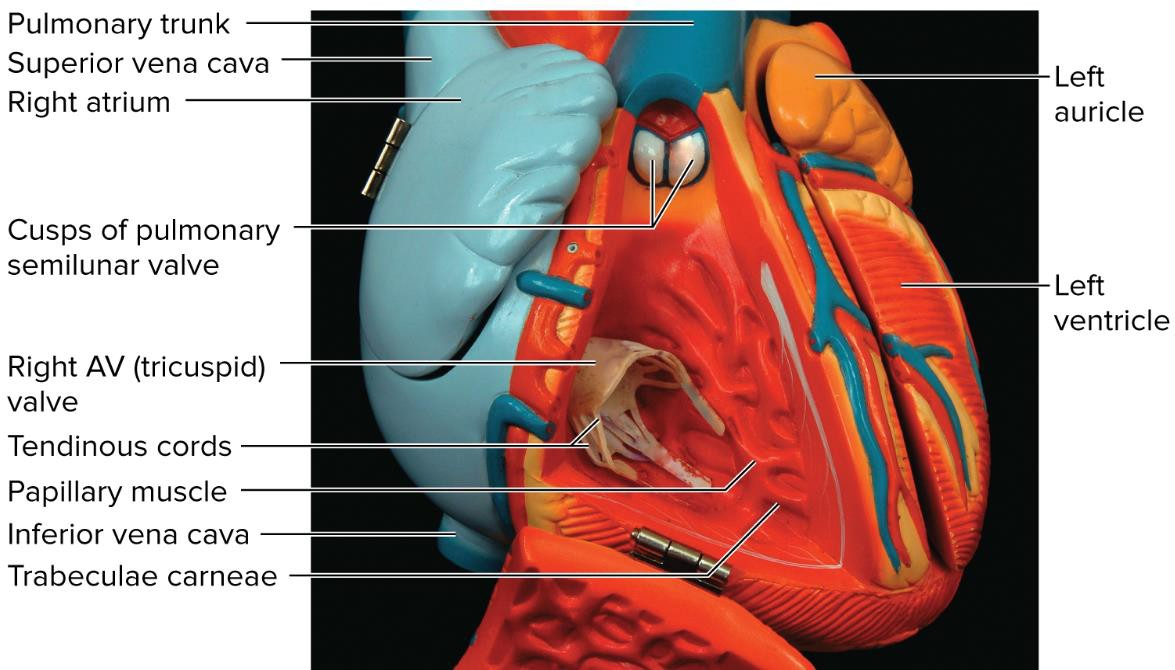 Pulmonary trunk
Superior vena cava
Right atrium
Cusps of pulmonary
semilunar valve
Right AV (tricuspid)
valve
Tendinous cords
Papillary muscle
Inferior vena cava
Trabeculae carneae
Left
auricle
Left
ventricle